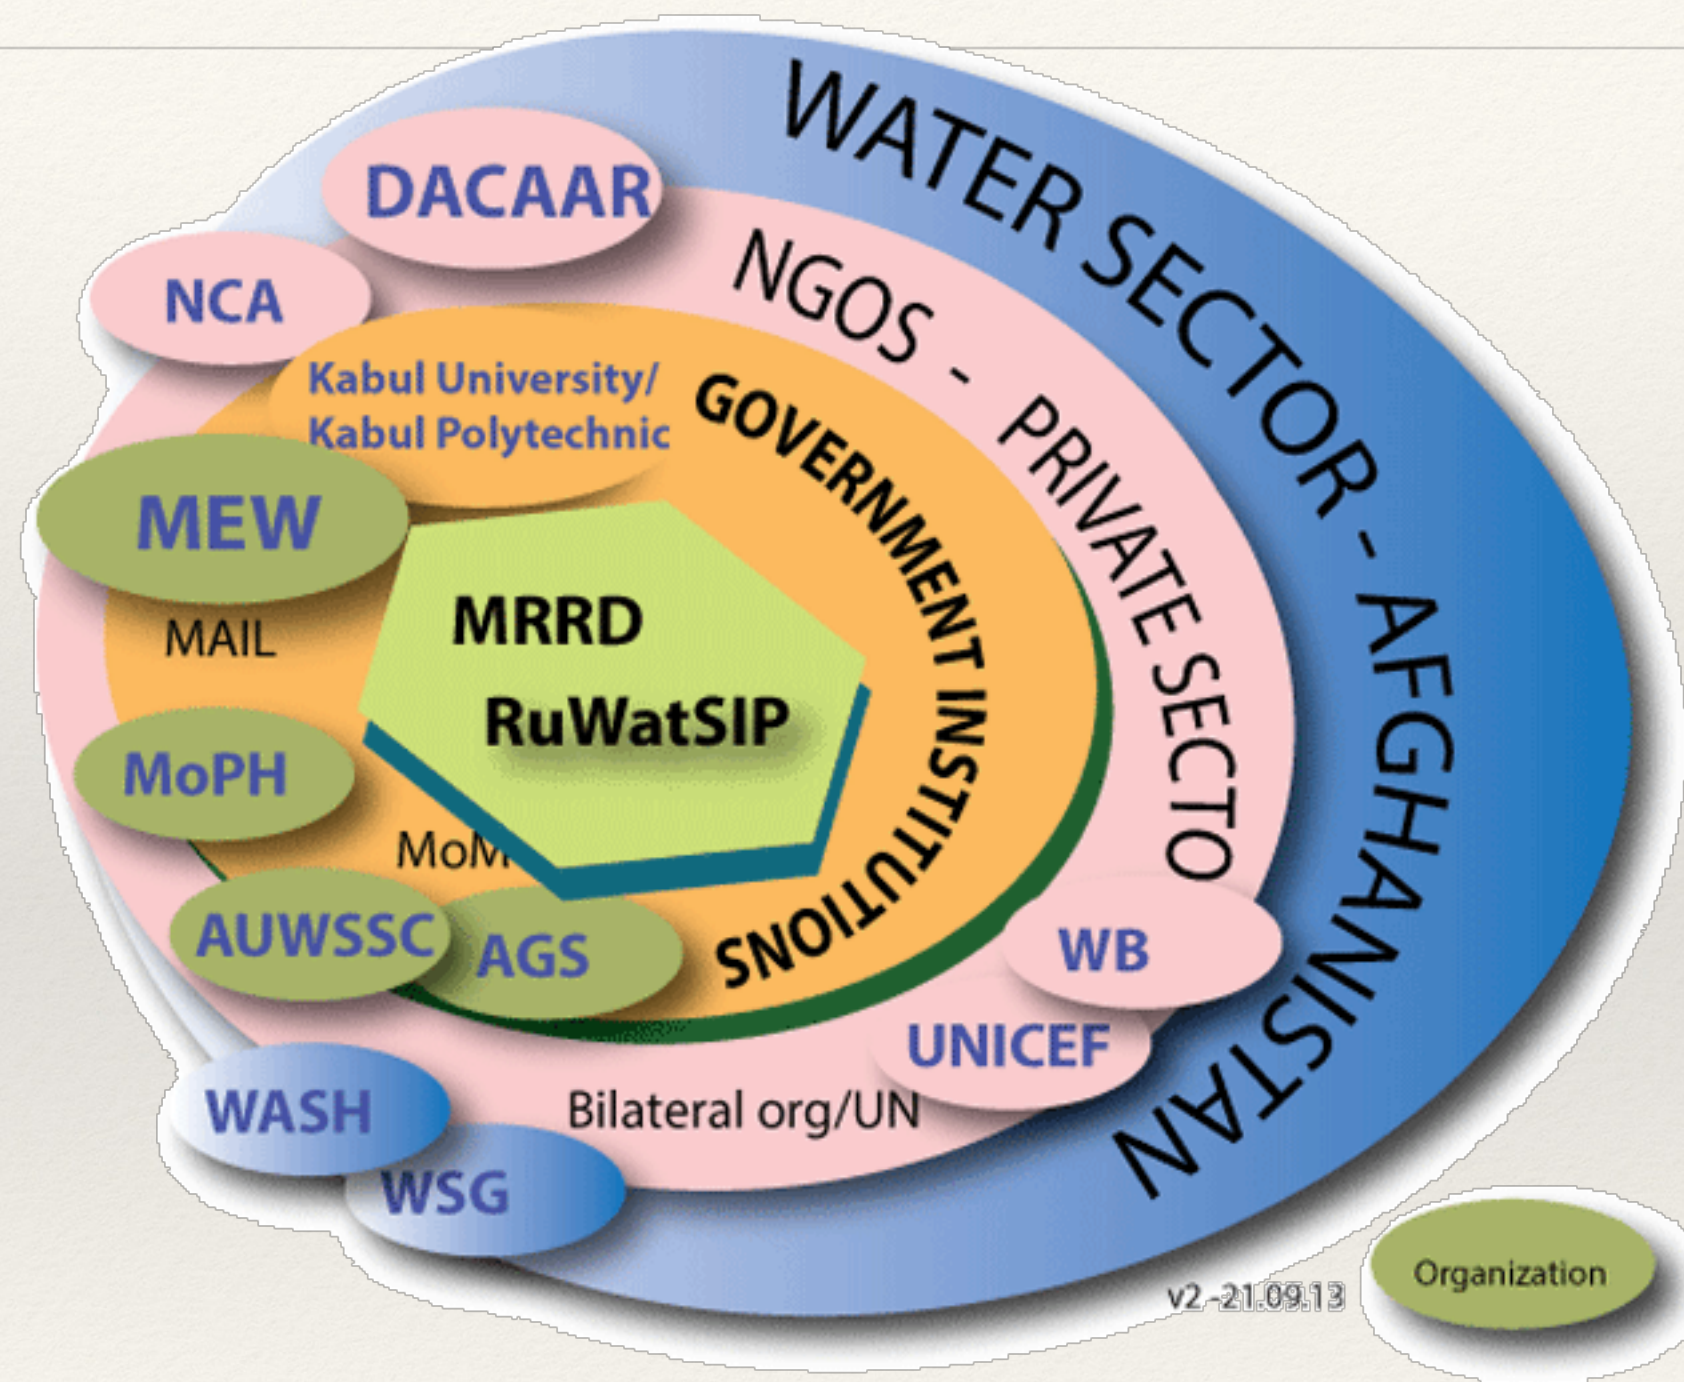 WATER SECTOR - AFGHANISTAN
DACAAR
NGOS - PRIVATE SECTO
NCA
Kabul University/
Kabul Polytechnic
GOVERNMENT INSTITUTIONS
MEW
MRRD
MAIL
RuWatSIP
MoPH
MoM
AUWSSC
AGS
WB
UNICEF
WASH
Bilateral org/UN
WSG
Organization
v2 -21.09.13